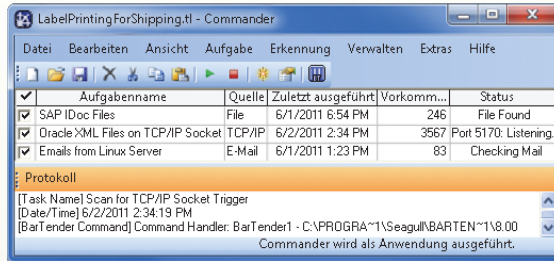 LabelPrintingForShipping.tl - Commander
Datei Bearbeiten Ansicht Aufgabe Erkennung Verwalten Extras Hilfe
Aufgabenname Quelle Zuletzt ausgeführt Vorkomm... Status
SAP IDoc Files File 6/1/2011 6:54 PM 246 File Found
Oracle XML Files on TCP/IP Socket TCP/IP 6/2/2011 2:34 PM 3567 Port 5170: Listening.
Emails from Linux Server E-Mail 6/1/2011 1:23 PM 83 Checking Mail
Protokoll
[Task Name] Scan for TCP/IP Socket Trigger
[Date/Time] 6/2/2011 2:34:19 PM
[BarTender Command] Command Handler: BarTender1 - C:\PROGRA~1\Seagull\BARTEN~1\8.00
Commander wird als Anwendung ausgeführt.